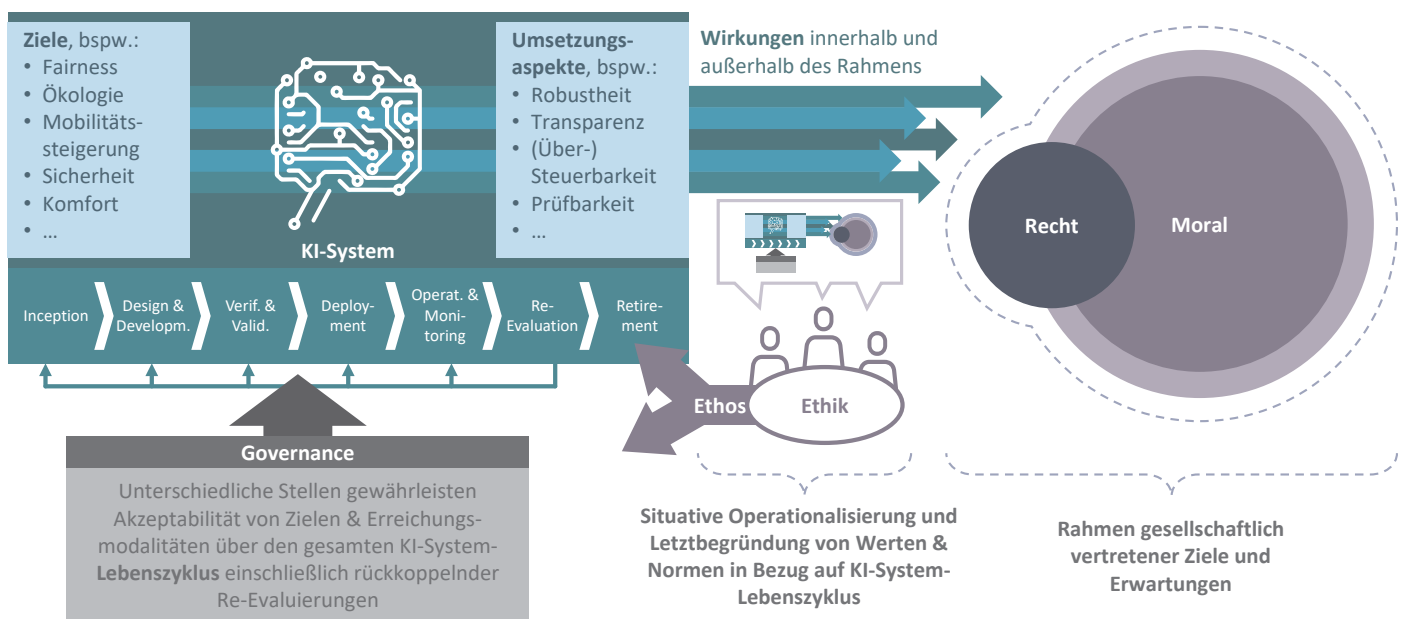 Ziele, bspw.:
• Fairness
• Ökologie
• Mobilitäts-
steigerung
• Sicherheit
• Komfort
• …
KI-System
Umsetzungs-
aspekte, bspw.:
• Robustheit
• Transparenz
• (Über-)
Steuerbarkeit
• Prüfbarkeit
• …
Wirkungen innerhalb und
außerhalb des Rahmens
Recht
Moral
Inception
Design &
Developm.
Verif. &
Valid.
Deploy-
ment
Operat. &
Moni-
toring
Re-
Evaluation
Retire-
ment
Ethos
Ethik
Governance
Unterschiedliche Stellen gewährleisten
Akzeptabilität von Zielen & Erreichungs-
modalitäten über den gesamten KI-System-
Lebenszyklus einschließlich rückkoppelnder
Re-Evaluierungen
Situative Operationalisierung und
Letztbegründung von Werten &
Normen in Bezug auf KI-System-
Lebenszyklus
Rahmen gesellschaftlich
vertretener Ziele und
Erwartungen